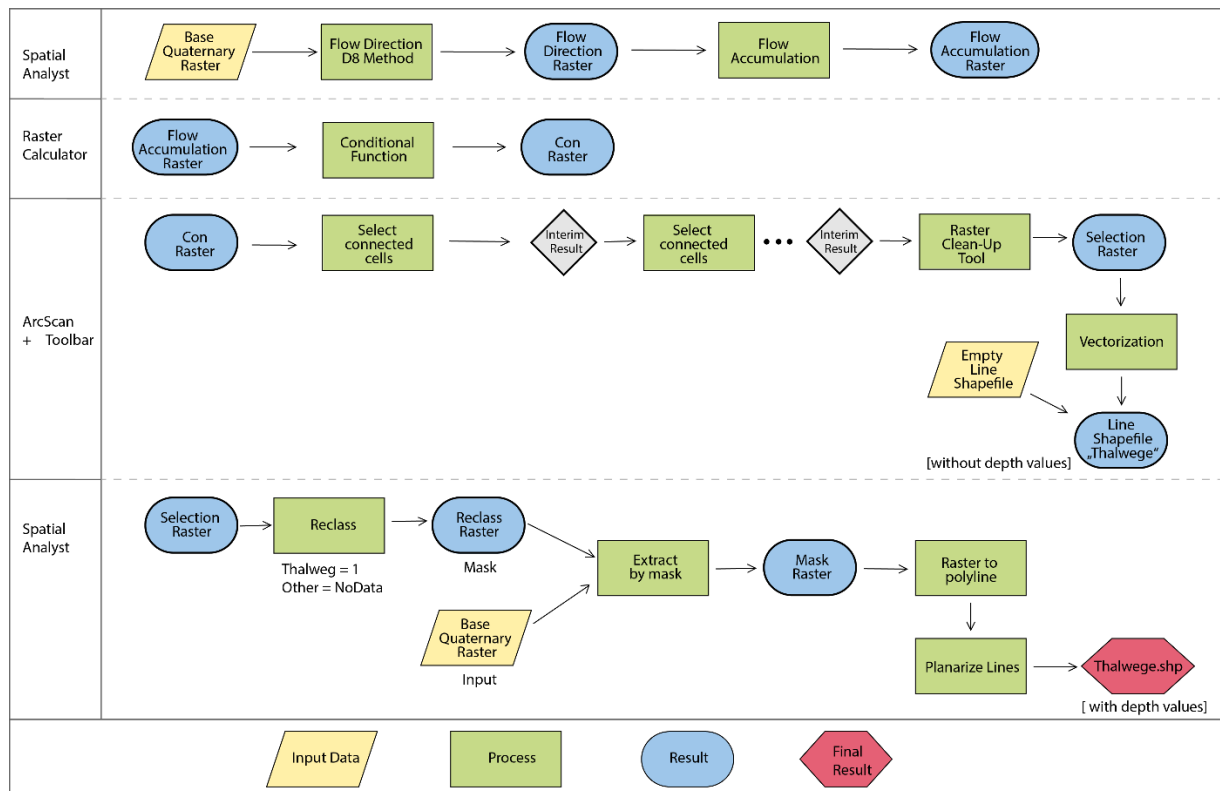 Spatial
Analyst
Base
Quaternary
Raster
Flow Direction
D8 Method
Flow
Direction
Raster
Flow
Accumulation
Flow
Accumulation
Raster
Raster
Calculator
Flow
Accumulation
Raster
Conditional
Function
Con
Raster
ArcScan
+ Toolbar
Con
Raster
Select
connected
cells
Interim
Result
Select
connected
cells
•••
Interim
Result
Raster
Clean-Up
Tool
Selection
Raster
Vectorization
Empty
Line
Shapefile
Line
Shapefile
„Thalwege“
[without depth values]
Spatial
Analyst
Selection
Raster
Reclass
Thalweg = 1
Other = NoData
Reclass
Raster
Mask
Base
Quaternary
Raster
Input
Extract
by mask
Mask
Raster
Raster to
polyline
Planarize Lines
Thalwege.shp
[ with depth values]
Input Data
Process
Result
Final
Result